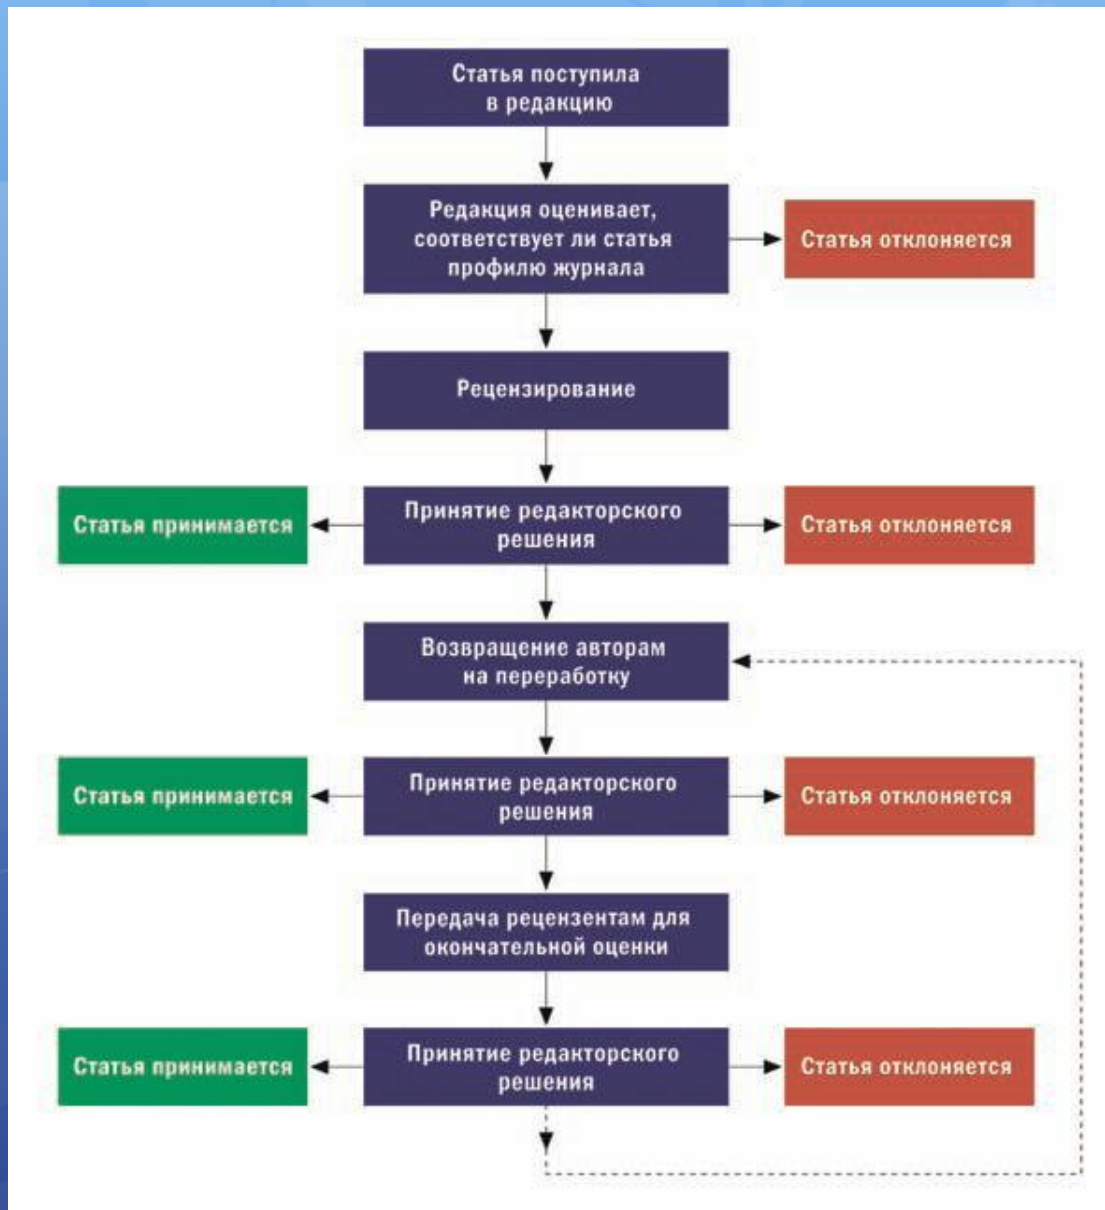 Статья поступила
в редакцию
Редакция оценивает,
соответствует ли статья
профилю журнала
Статья отклоняется
Рецензирование
Статья принимается
Принятие редакторского
решения
Статья отклоняется
Возвращение авторам
на переработку
Статья принимается
Принятие редакторского
решения
Статья отклоняется
Передача рецензентам для
окончательной оценки
Статья принимается
Принятие редакторского
решения
Статья отклоняется